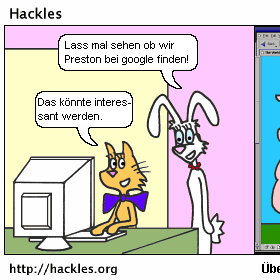 Hackles
Lass mal sehen ob wir
Preston bei google finden!
Das könnte interes-
sant werden.
http://hackles.org